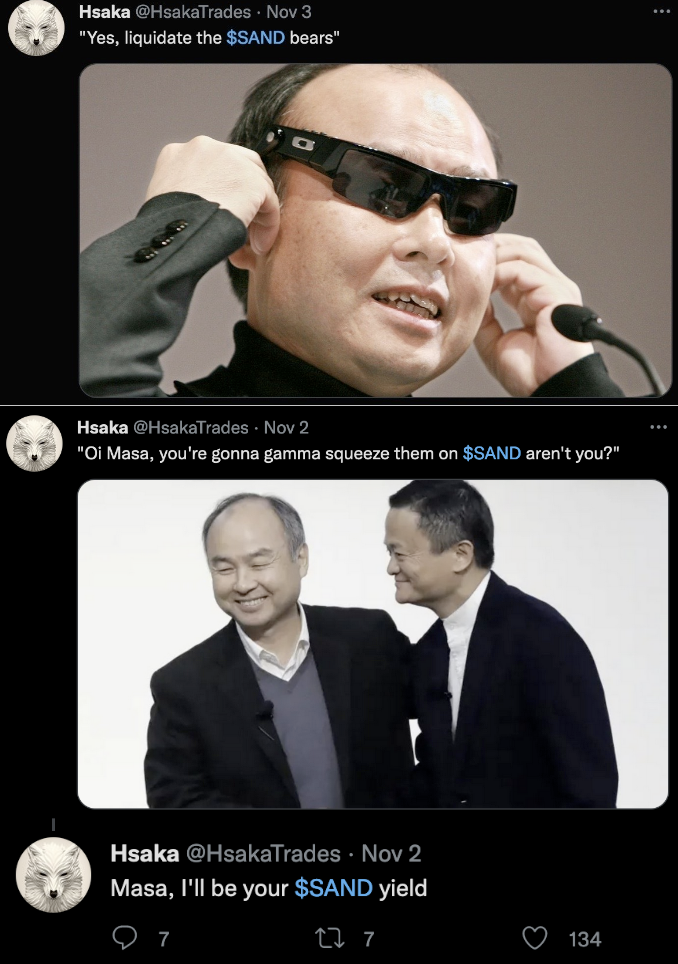 Hsaka @HsakaTrades · Nov 3
"Yes, liquidate the $SAND bears"
Hsaka @HsakaTrades · Nov 2
"Oi Masa, you're gonna gamma squeeze them on $SAND aren't you?"
Hsaka @HsakaTrades · Nov 2
Masa, I'll be your $SAND yield
7 7 134